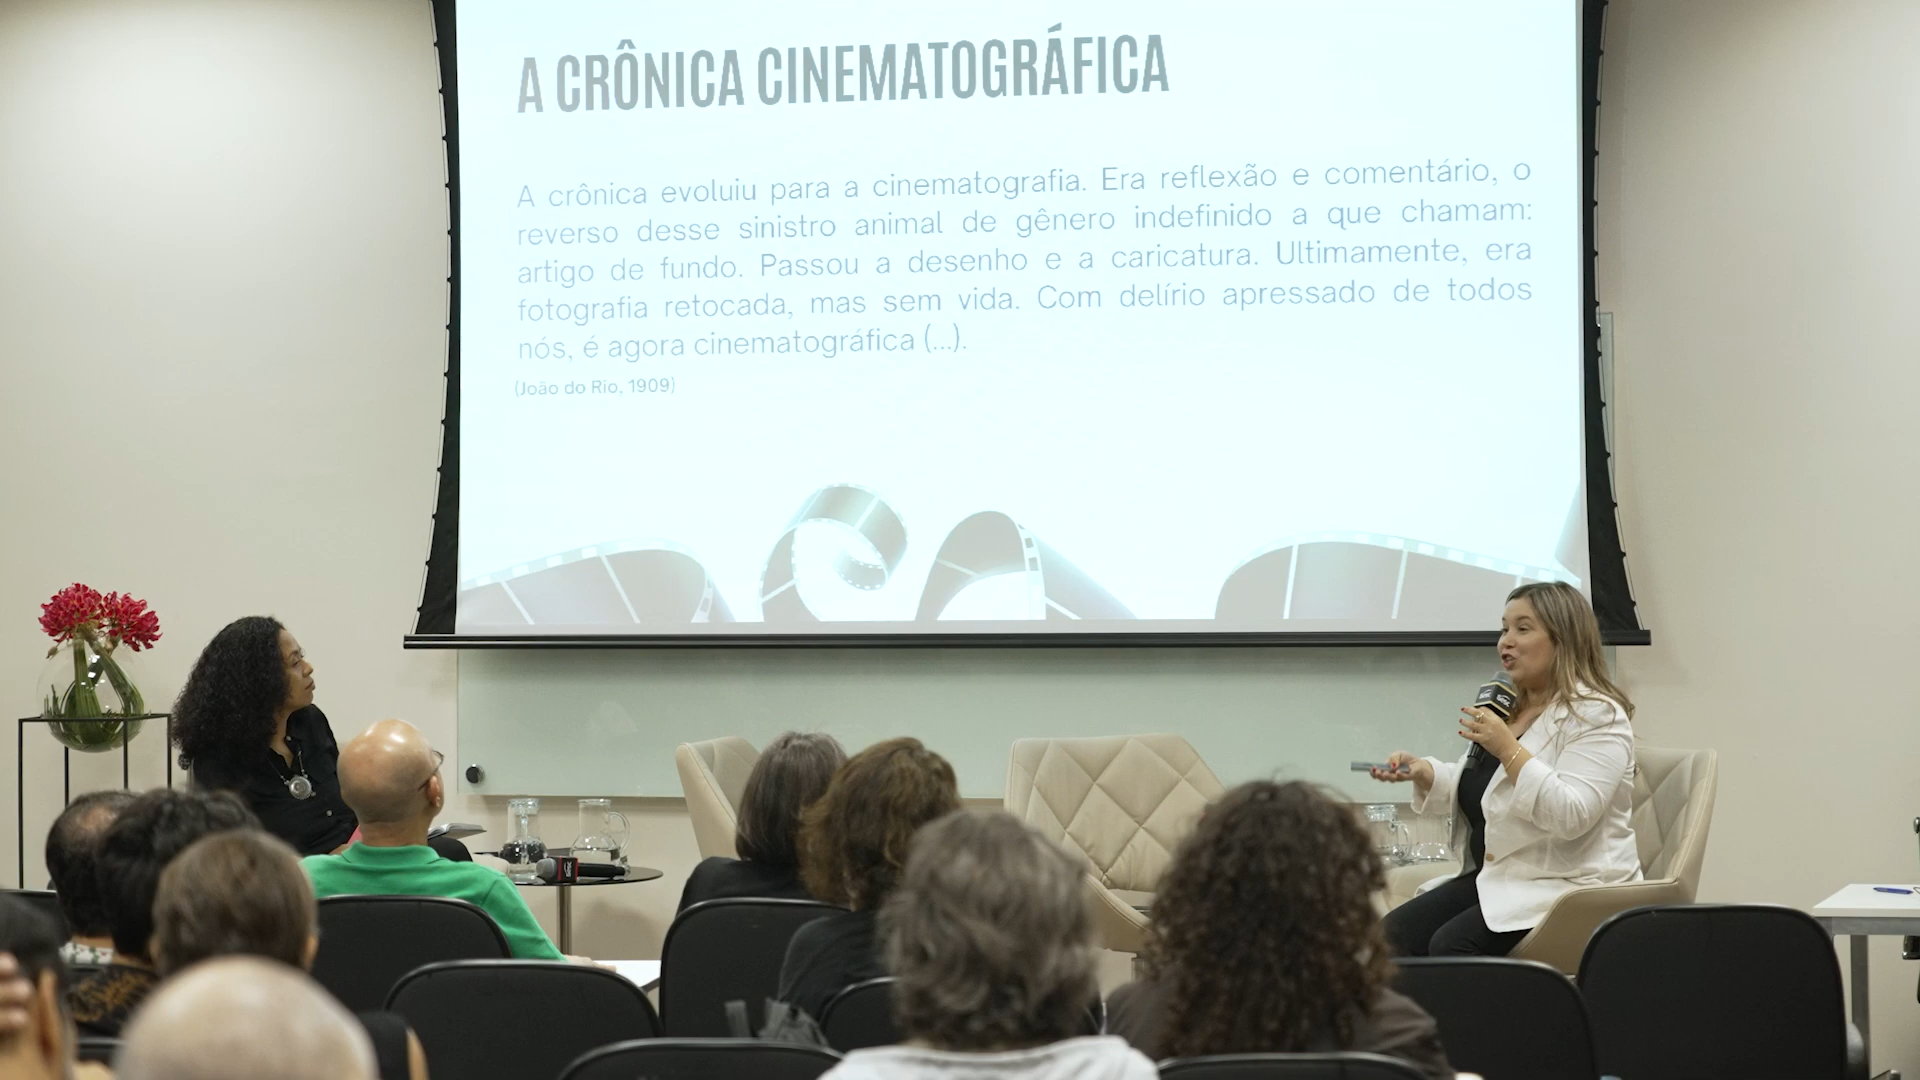 A CRÔNICA CINEMATOGRÁFICA
A crônica evoluiu para a cinematografia. Era reflexão e comentário, o
reverso desse sinistro animal de gênero indefinido a que chamam:
artigo de fundo. Passou a desenho e a caricatura. Ultimamente, era
fotografia retocada, mas sem vida. Com delírio apressado de todos
nós, é agora cinematográfica (...).
(João do Rio, 1909)